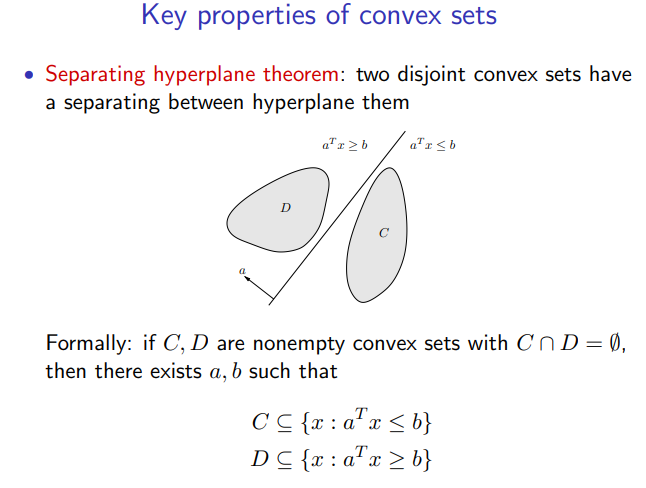 Key properties of convex sets
• Separating hyperplane theorem: two disjoint convex sets have
a separating between hyperplane them
a^T x ≥ b
a^T x ≤ b
D
C
a
Formally: if C, D are nonempty convex sets with C ∩ D = ∅,
then there exists a, b such that
C ⊆ {x : a^T x ≤ b}
D ⊆ {x : a^T x ≥ b}